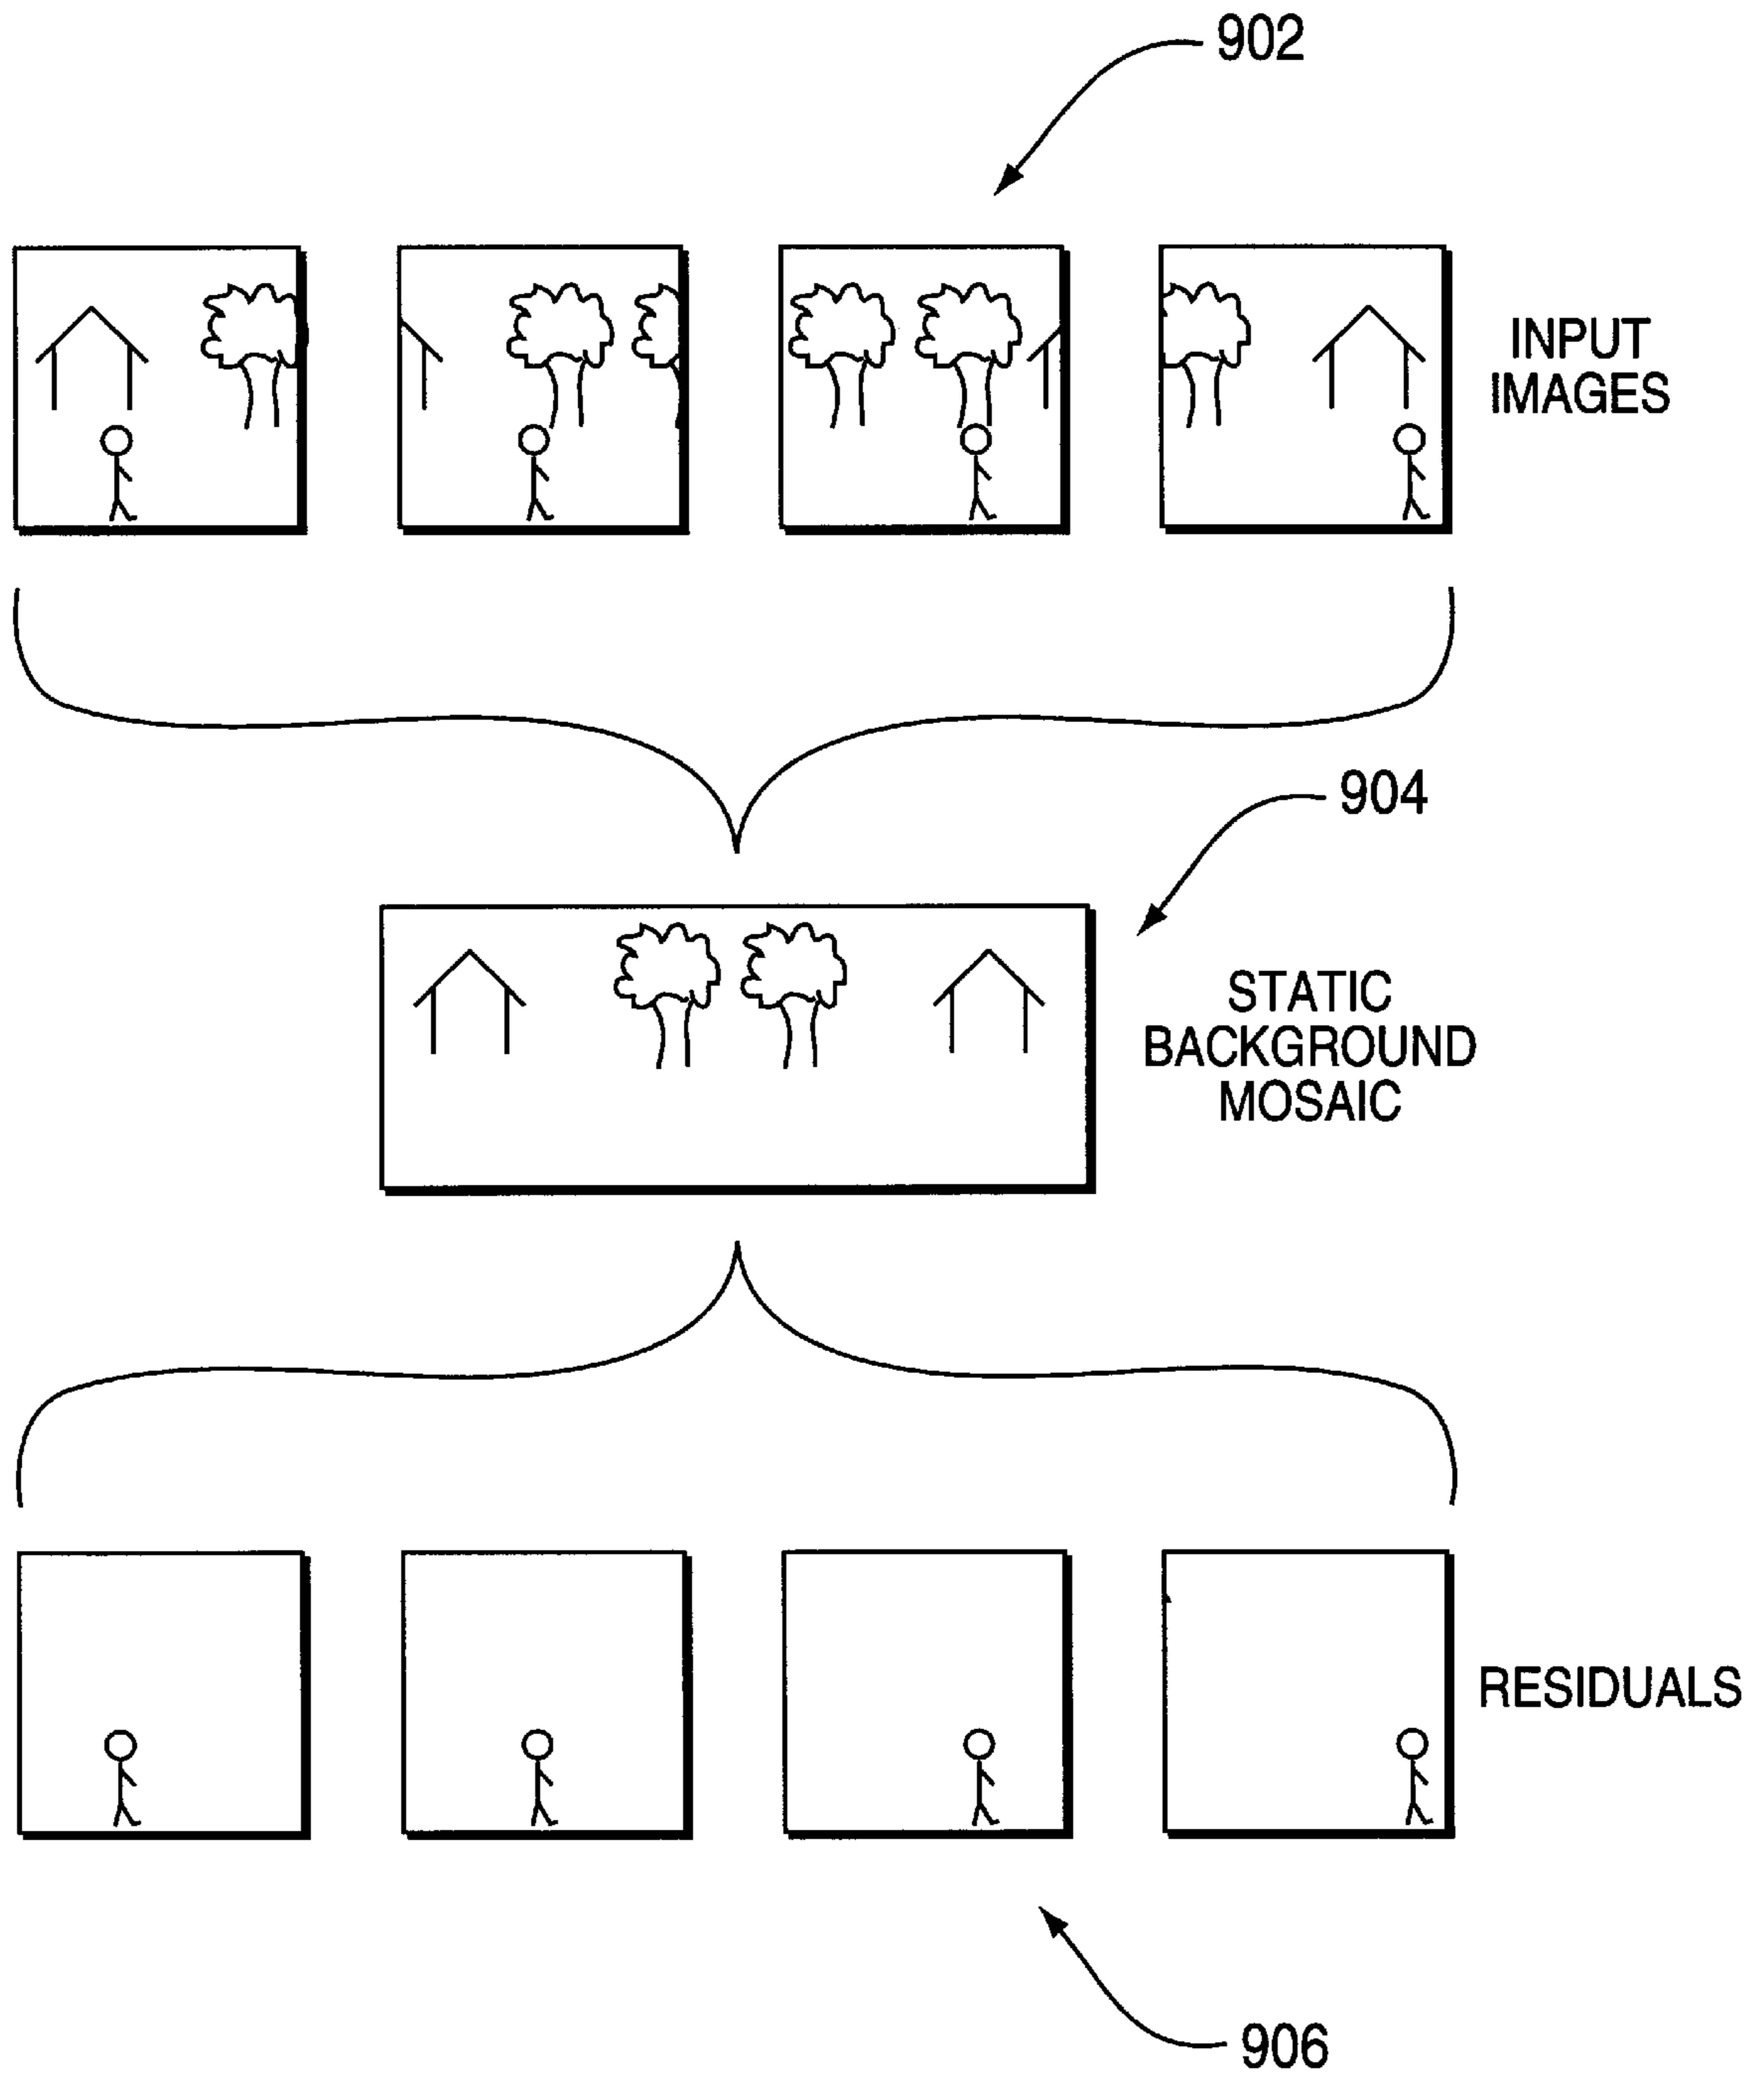 902
INPUT
IMAGES
904
STATIC
BACKGROUND
MOSAIC
RESIDUALS
906